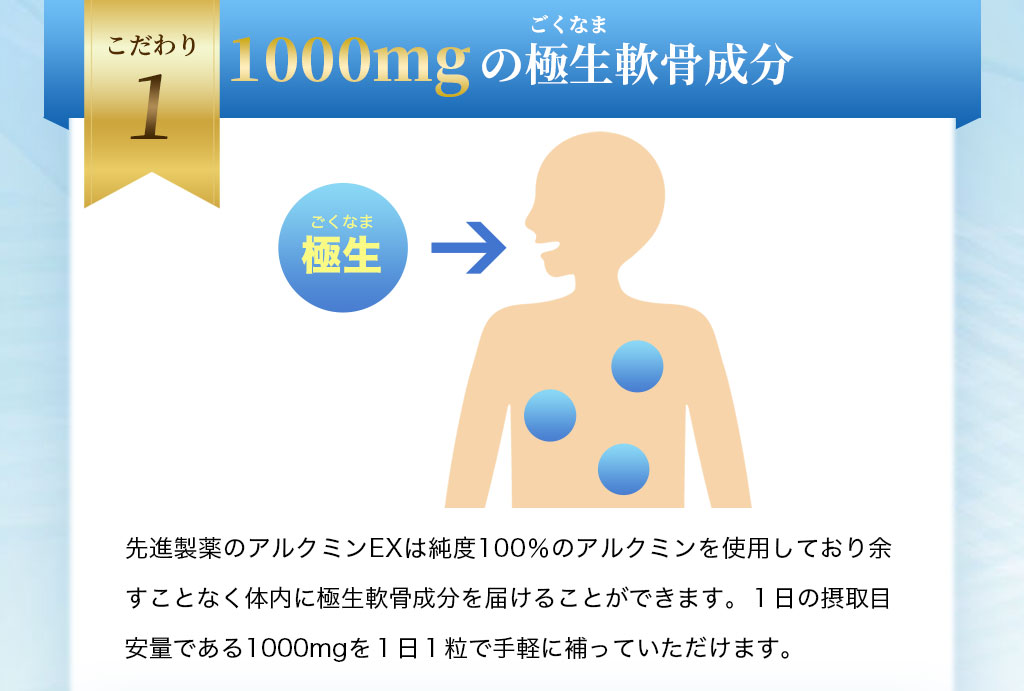 こだわり
1
ごくなま
1000mgの極生軟骨成分
ごくなま
極生
先進製薬のアルクミンEXは純度100%のアルクミンを使用しており余
すことなく体内に極生軟骨成分を届けることができます。１日の摂取目
安量である1000mgを１日１粒で手軽に補っていただけます。